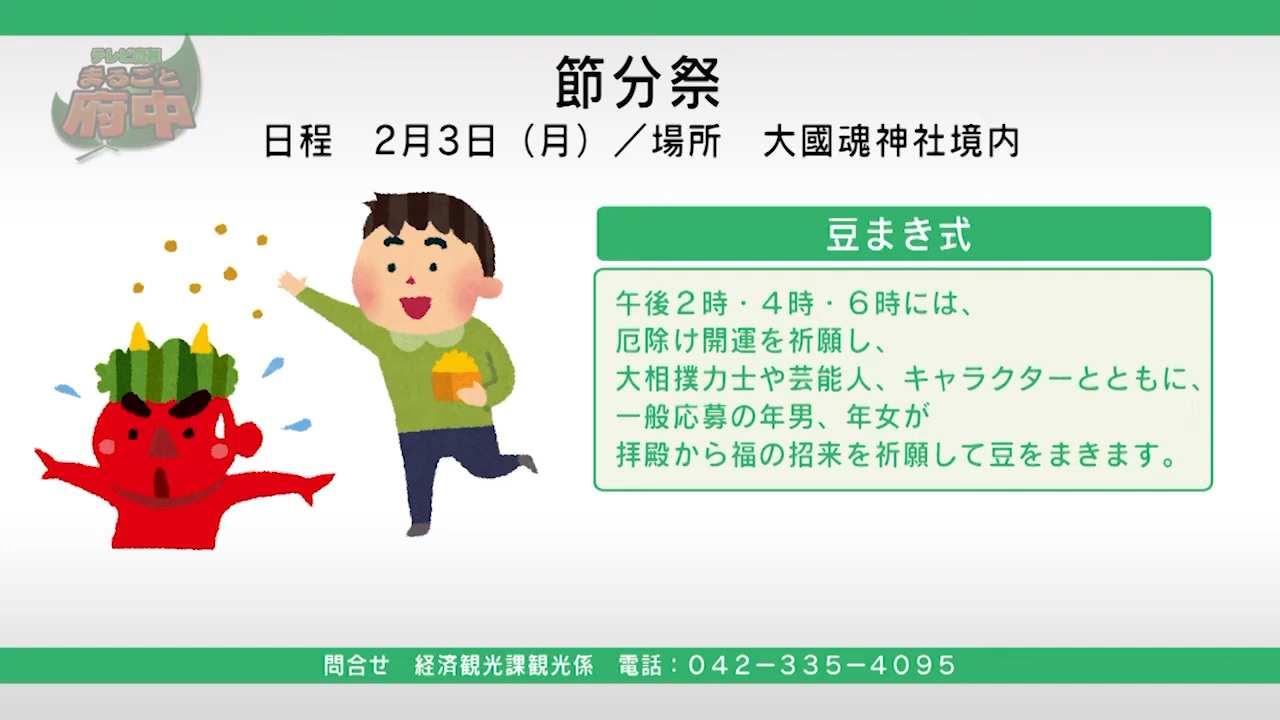 テレビ広報
まるごと
府中
節分祭
日程　2月3日（月）／場所　大國魂神社境内
豆まき式
午後２時・４時・６時には、
厄除け開運を祈願し、
大相撲力士や芸能人、キャラクターとともに、
一般応募の年男、年女が
拝殿から福の招来を祈願して豆をまきます。
問合せ　経済観光課観光係　電話：０４２－３３５－４０９５